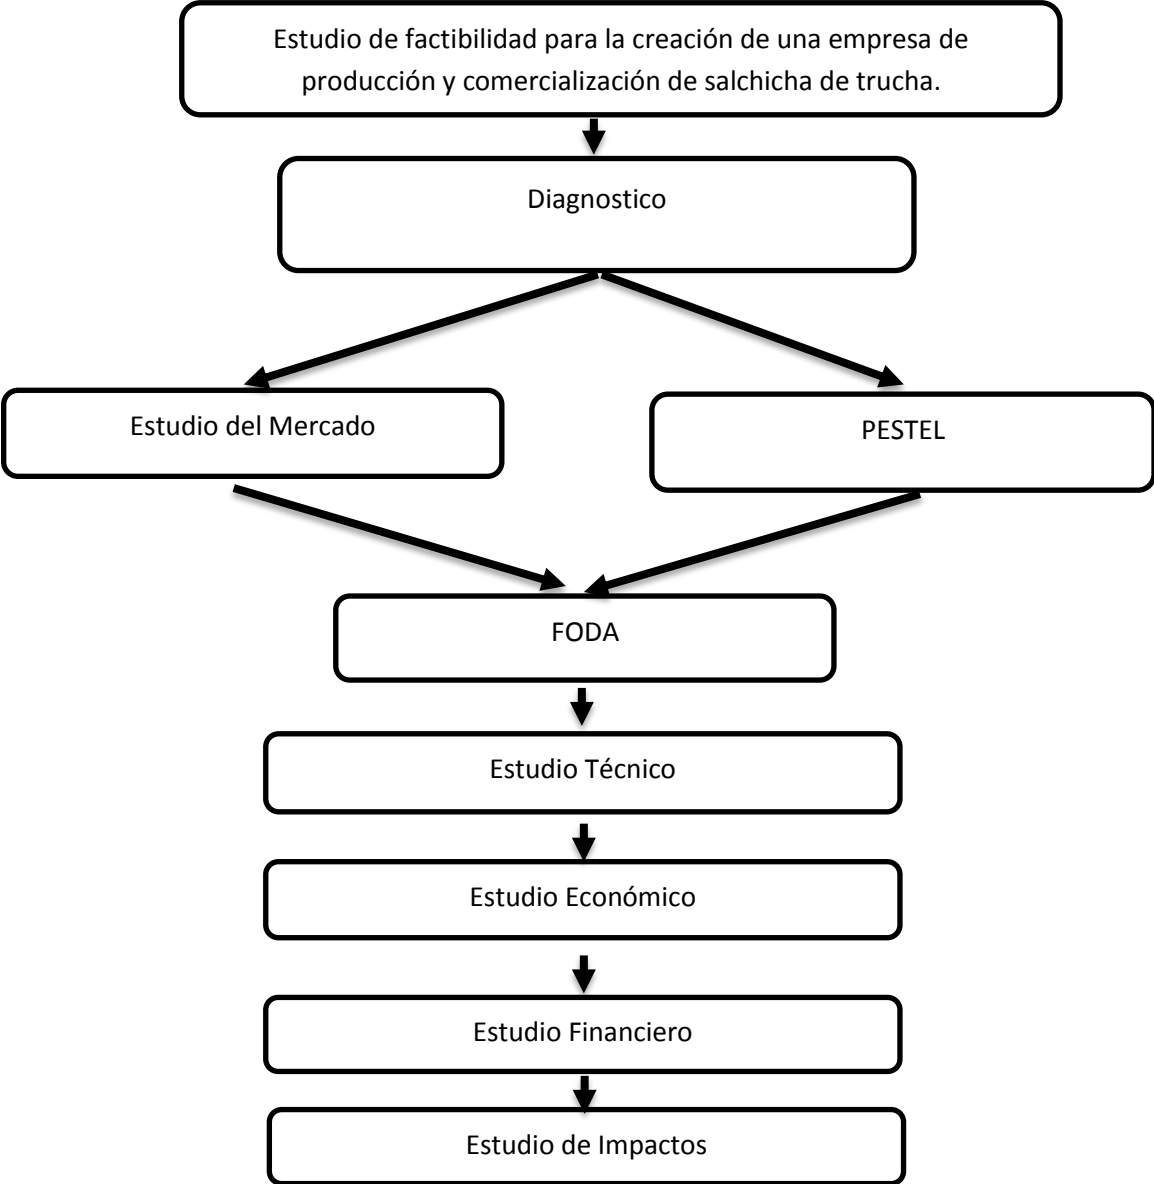 Estudio de factibilidad para la creación de una empresa de
producción y comercialización de salchicha de trucha.
Diagnostico
Estudio del Mercado
PESTEL
FODA
Estudio Técnico
Estudio Económico
Estudio Financiero
Estudio de Impactos